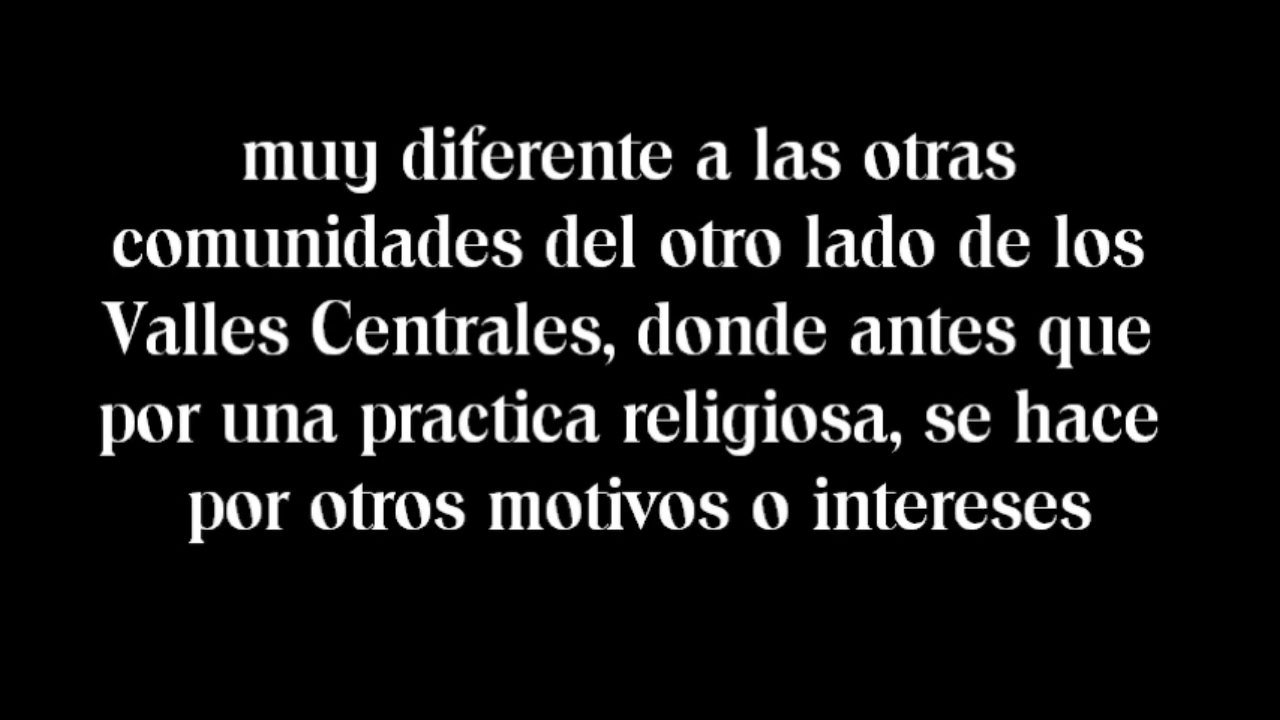 muy diferente a las otras
comunidades del otro lado de los
Valles Centrales, donde antes que
por una practica religiosa, se hace
por otros motivos o intereses